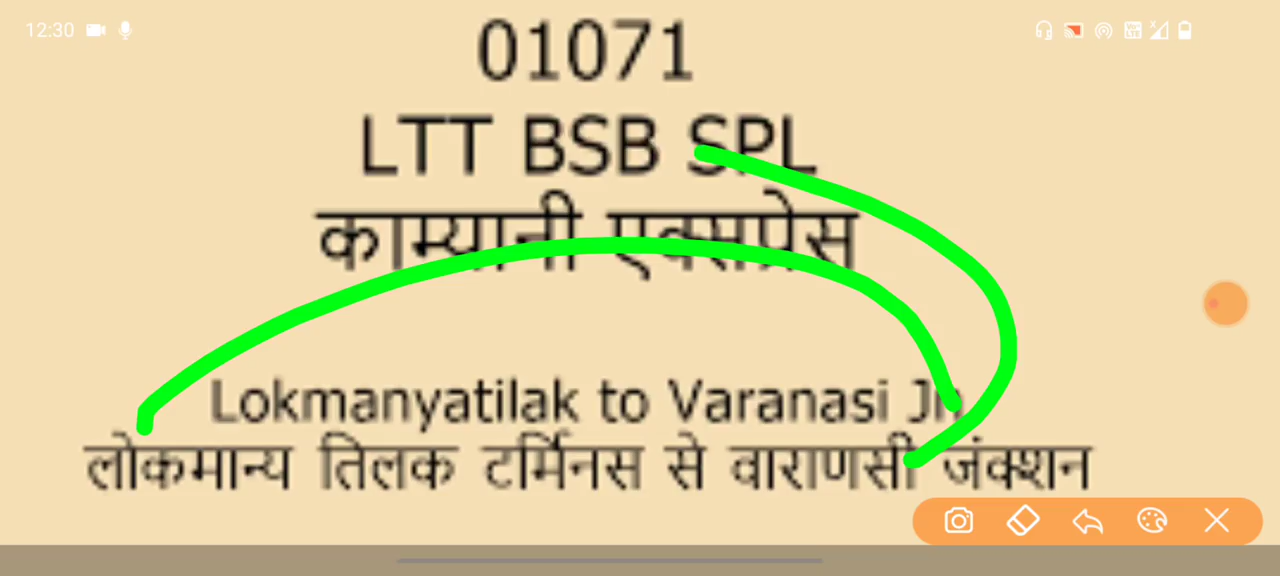 12:30
01071
LTT BSB SPL
काम्यानी एक्सप्रेस
Lokmanyatilak to Varanasi Jn
लोकमान्य तिलक टर्मिनस से वाराणसी जंक्शन